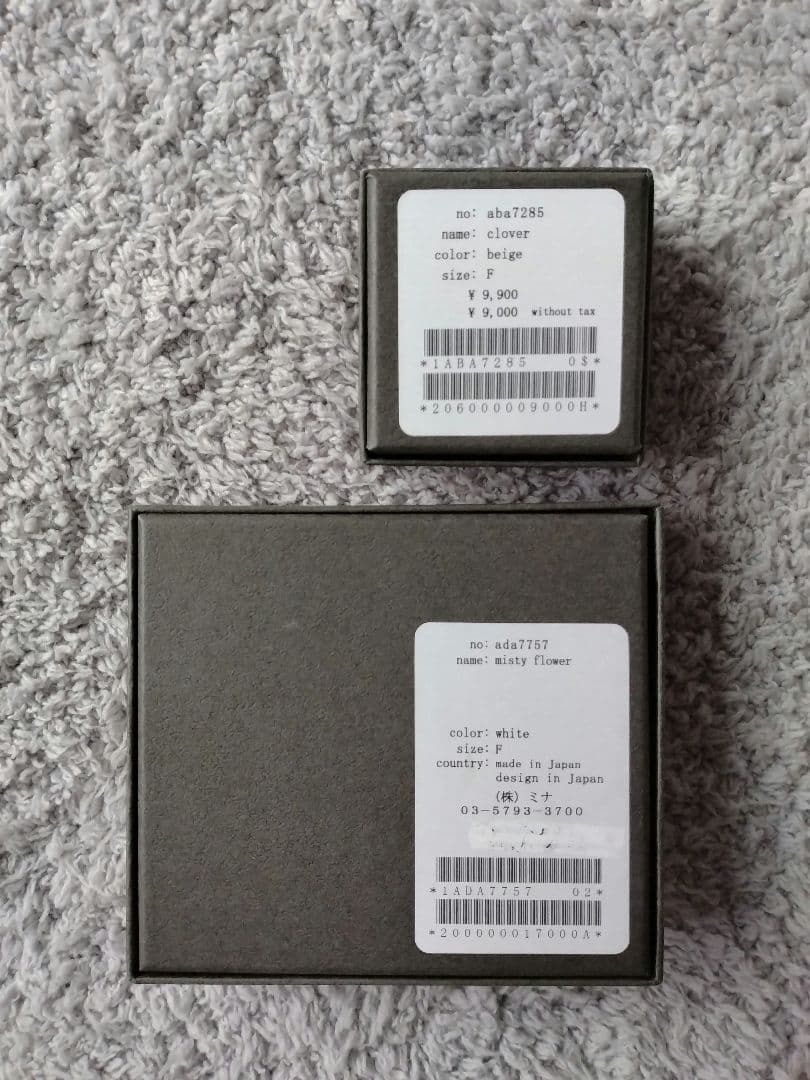 no: aba7285
name: clover
color: beige
size: F
¥ 9,900
¥ 9,000 without tax
*1ABA7285 0$*
*206000009000H*
no: ada7757
name: misty flower
color: white
size: F
country: made in Japan
design in Japan
(株) ミナ
03-5793-3700
*1ADA7757 02*
*200000017000A*